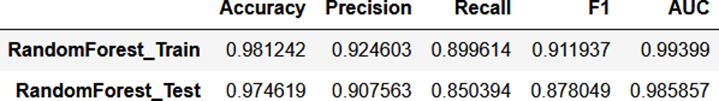 Accuracy Precision Recall F1 AUC
RandomForest_Train 0.981242 0.924603 0.899614 0.911937 0.99399
RandomForest_Test 0.974619 0.907563 0.850394 0.878049 0.985857